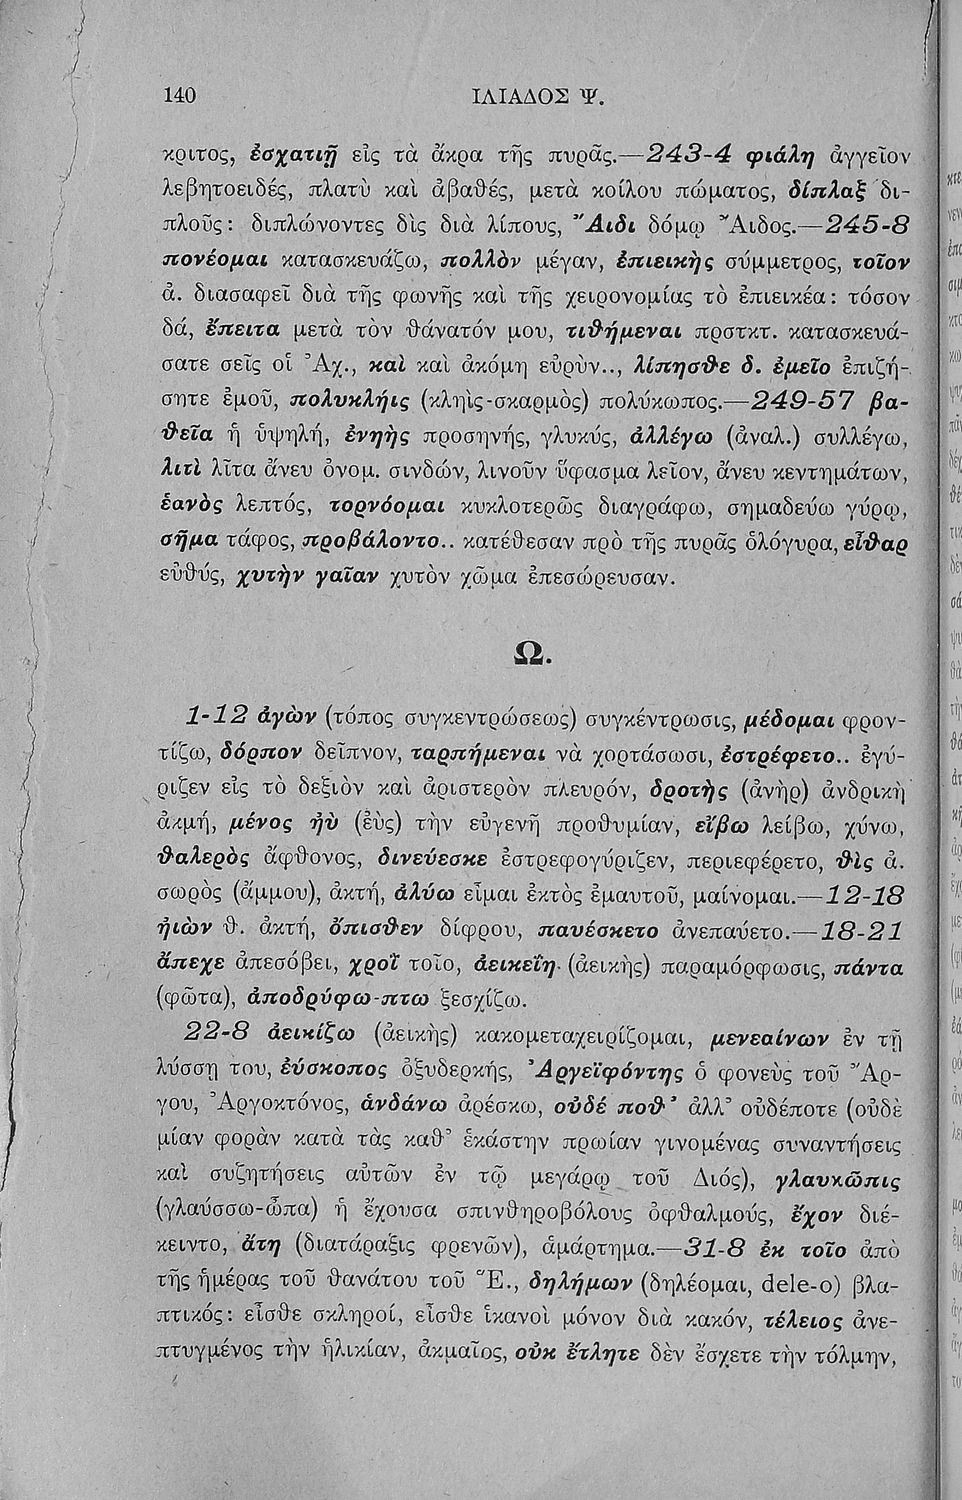 140 ΙΛΙΑΔΟΣ Ψ.
κριτος, ἐσχατιῇ εἰς τὰ ἄκρα τῆς πυρᾶς.—243-4 φιάλη ἀγγεῖον
λεβητοειδές, πλατὺ καὶ ἀβαθές, μετὰ κοίλου πώματος, δίπλαξ δι-
πλοῦς: διπλώνοντες δὶς διὰ λίπους, Ἄιδι δόμῳ Ἄιδος.—245-8
πονέομαι κατασκευάζω, πολλὸν μέγαν, ἐπιεικὴς σύμμετρος, τοῖον
ἀ. διασαφεῖ διὰ τῆς φωνῆς καὶ τῆς χειρονομίας τὸ ἐπιεικέα: τόσον
δά, ἔπειτα μετὰ τὸν θάνατόν μου, τιθήμεναι προτκτ. κατασκευά-
σατε σεῖς οἱ Ἀχ., καὶ καὶ ἀκόμη εὐρὺν.., λίπησθε δ. ἐμεῖο ἐπιζή-
σητε ἐμοῦ, πολυκλήις (κληὶς-σκαρμὸς) πολύκωπος.—249-57 βα-
θεῖα ἡ ὑψηλή, ἐνηὴς προσηνής, γλυκύς, ἀλλέγω (ἀναλ.) συλλέγω,
λιτὶ λῖτα ἄνευ ὀνομ. σινδών, λινοῦν ὕφασμα λεῖον, ἄνευ κεντημάτων,
ἑανὸς λεπτός, τορνόομαι κυκλοτερῶς διαγράφω, σημαδεύω γύρῳ,
σῆμα τάφος, προβάλοντο.. κατέθεσαν πρὸ τῆς πυρᾶς ὁλόγυρα, εἶθαρ
εὐθύς, χυτὴν γαῖαν χυτὸν χῶμα ἐπεσώρευσαν.
Ω.
1-12 ἀγὼν (τόπος συγκεντρώσεως) συγκέντρωσις, μέδομαι φρον-
τίζω, δόρπον δεῖπνον, ταρπήμεναι νὰ χορτάσωσι, ἐστρέφετο.. ἐγύ-
ριζεν εἰς τὸ δεξιὸν καὶ ἀριστερὸν πλευρόν, δροτὴς (ἀνὴρ) ἀνδρικὴ
ἀκμή, μένος ἠὺ (ἐὺς) τὴν εὐγενῆ προθυμίαν, εἴβω λείβω, χύνω,
θαλερὸς ἄφθονος, δινεύεσκε ἐστρεφογύριζεν, περιεφέρετο, θὶς ἀ.
σωρὸς (ἄμμου), ἀκτή, ἀλύω εἶμαι ἐκτὸς ἐμαυτοῦ, μαίνομαι.—12-18
ἠιὼν θ. ἀκτή, ὄπισθεν δίφρου, παυέσκετο ἀνεπαύετο.—18-21
ἄπεχε ἀπεσόβει, χροῒ τοῖο, ἀεικεΐη (ἀεικὴς) παραμόρφωσις, πάντα
(φῶτα), ἀποδρύφω-πτω ξεσχίζω.
22-8 ἀεικίζω (ἀεικὴς) κακομεταχειρίζομαι, μενεαίνων ἐν τῇ
λύσσῃ του, ἐύσκοπος ὀξυδερκής, Ἀργεϊφόντης ὁ φονεὺς τοῦ Ἄρ-
γου, Ἀργοκτόνος, ἁνδάνω ἀρέσκω, οὐδέ ποθ' ἀλλ' οὐδέποτε (οὐδὲ
μίαν φορὰν κατὰ τὰς καθ' ἑκάστην πρωίαν γινομένας συναντήσεις
καὶ συζητήσεις αὐτῶν ἐν τῷ μεγάρῳ τοῦ Διός), γλαυκῶπις
(γλαύσσω-ὦπα) ἡ ἔχουσα σπινθηροβόλους ὀφθαλμούς, ἔχον διέ-
κειντο, ἄτη (διατάραξις φρενῶν), ἁμάρτημα.—31-8 ἐκ τοῖο ἀπὸ
τῆς ἡμέρας τοῦ θανάτου τοῦ Ἕ., δηλήμων (δηλέομαι, dele-o) βλα-
πτικός: εἶσθε σκληροί, εἶσθε ἱκανοὶ μόνον διὰ κακόν, τέλειος ἀνε-
πτυγμένος τὴν ἡλικίαν, ἀκμαῖος, οὐκ ἔτλητε δὲν ἔσχετε τὴν τόλμην,